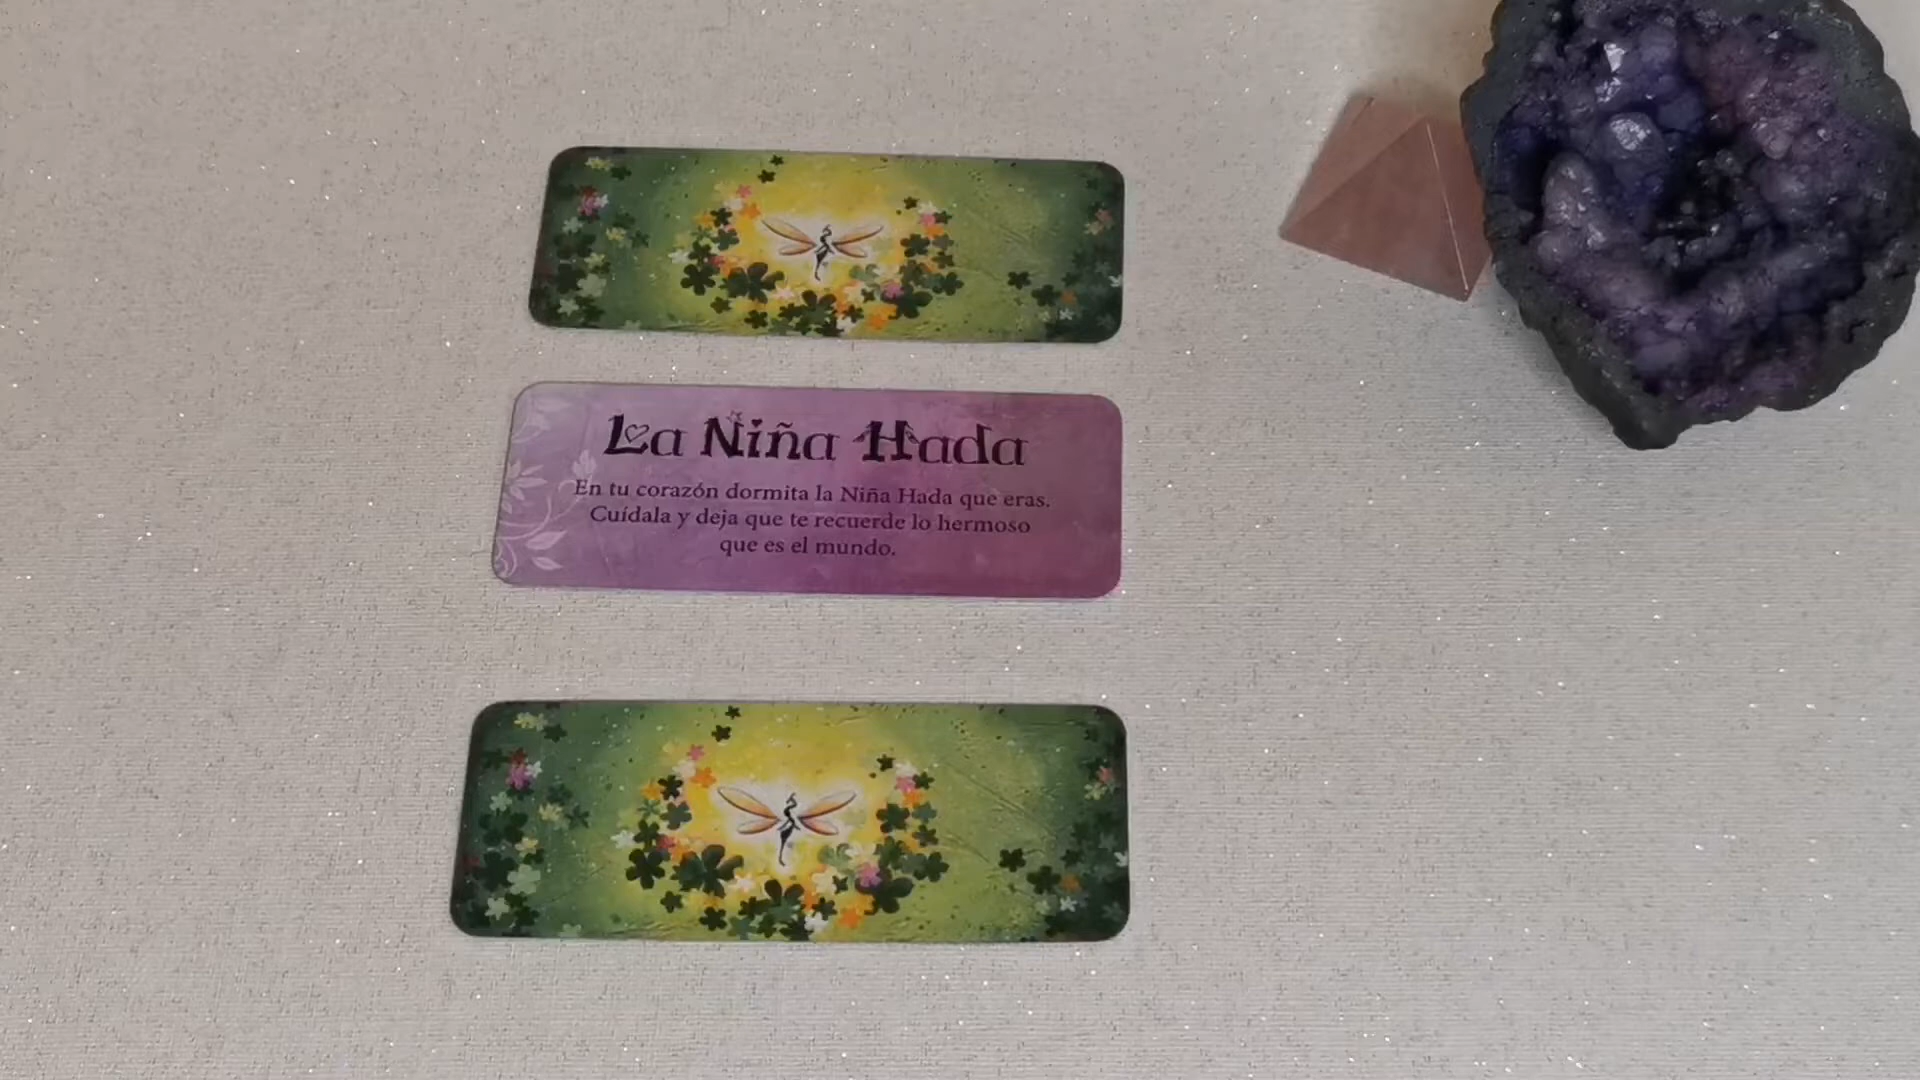 La Niña Hada
En tu corazón dormita la Niña Hada que eras.
Cuídala y deja que te recuerde lo hermoso
que es el mundo.